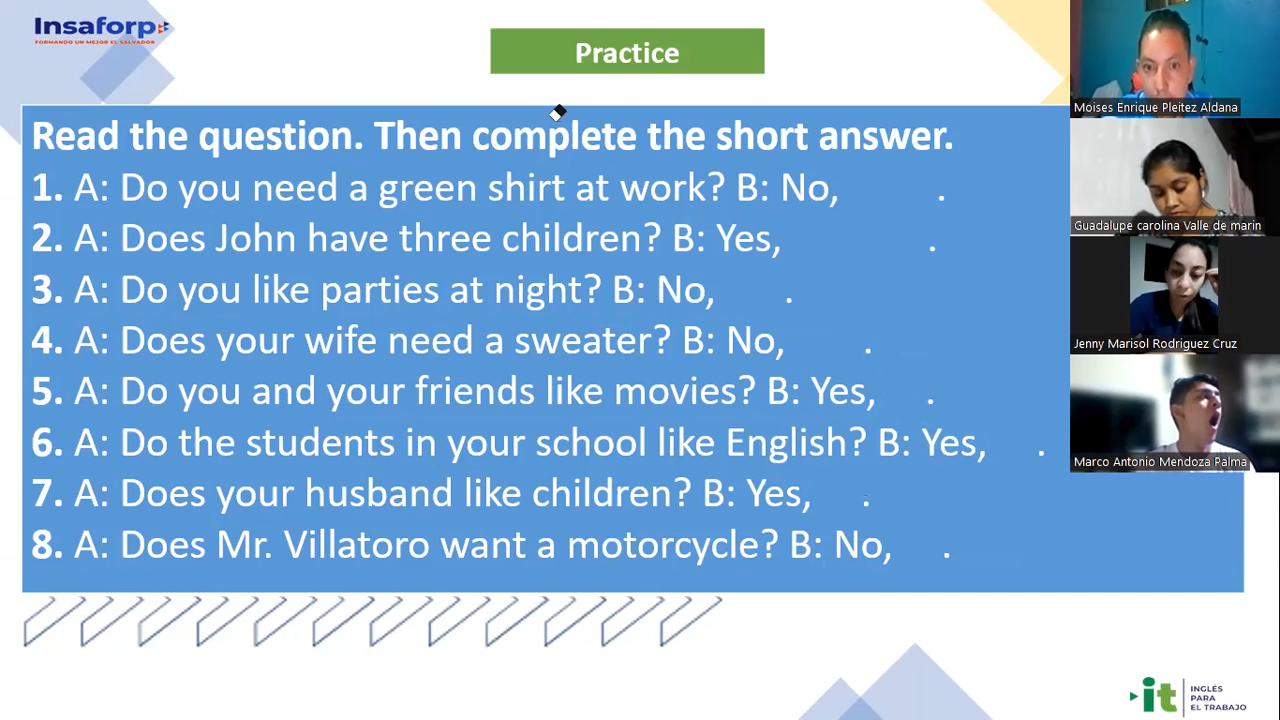 Insaforp
FORMANDO UN MEJOR EL SALVADOR
Practice
Read the question. Then complete the short answer.
1. A: Do you need a green shirt at work? B: No, .
2. A: Does John have three children? B: Yes, .
3. A: Do you like parties at night? B: No, .
4. A: Does your wife need a sweater? B: No, .
5. A: Do you and your friends like movies? B: Yes, .
6. A: Do the students in your school like English? B: Yes, .
7. A: Does your husband like children? B: Yes, .
8. A: Does Mr. Villatoro want a motorcycle? B: No, .
Moises Enrique Pleitez Aldana
Guadalupe carolina Valle de marin
Jenny Marisol Rodriguez Cruz
Marco Antonio Mendoza Palma
it
INGLÉS
PARA
EL TRABAJO